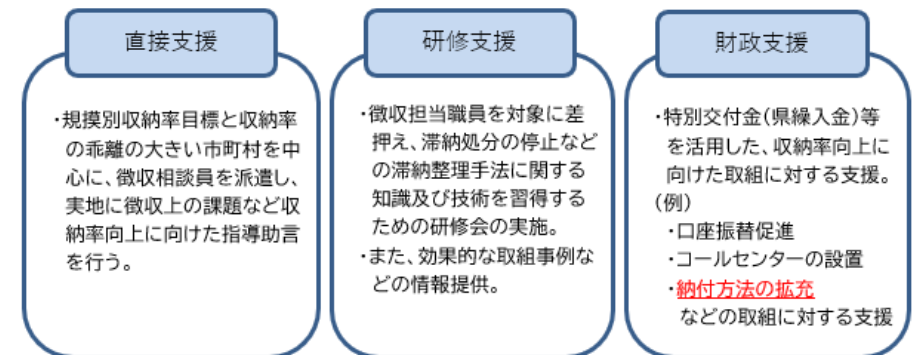 直接支援
・規模別収納率目標と収納率
の乖離の大きい市町村を中
心に、徴収相談員を派遣し、
実地に徴収上の課題など収
納率向上に向けた指導助言
を行う。
研修支援
・徴収担当職員を対象に差
押え、滞納処分の停止など
の滞納整理手法に関する
知識及び技術を習得する
ための研修会の実施。
・また、効果的な取組事例な
どの情報提供。
財政支援
・特別交付金(県繰入金)等
を活用した、収納率向上に
向けた取組に対する支援。
(例)
・口座振替促進
・コールセンターの設置
・納付方法の拡充
などの取組に対する支援